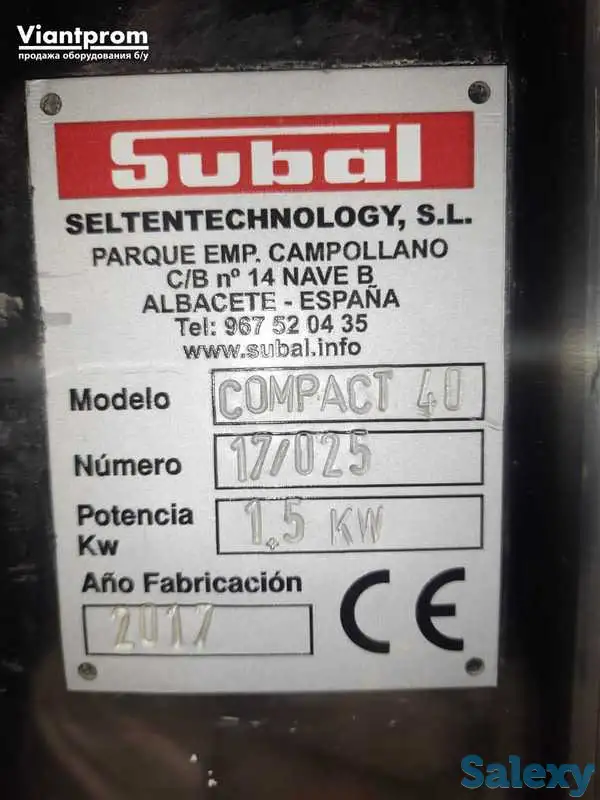 Viantprom
продажа оборудования б/у
Subal
SELTENTECHNOLOGY, S.L.
PARQUE EMP. CAMPOLLANO
C/B nº 14 NAVE B
ALBACETE - ESPAÑA
Tel: 967 52 04 35
www.subal.info
Modelo COMPACT 40
Número 17/025
Potencia
Kw 1,5 KW
Año Fabricación
2017 CE
Salexy